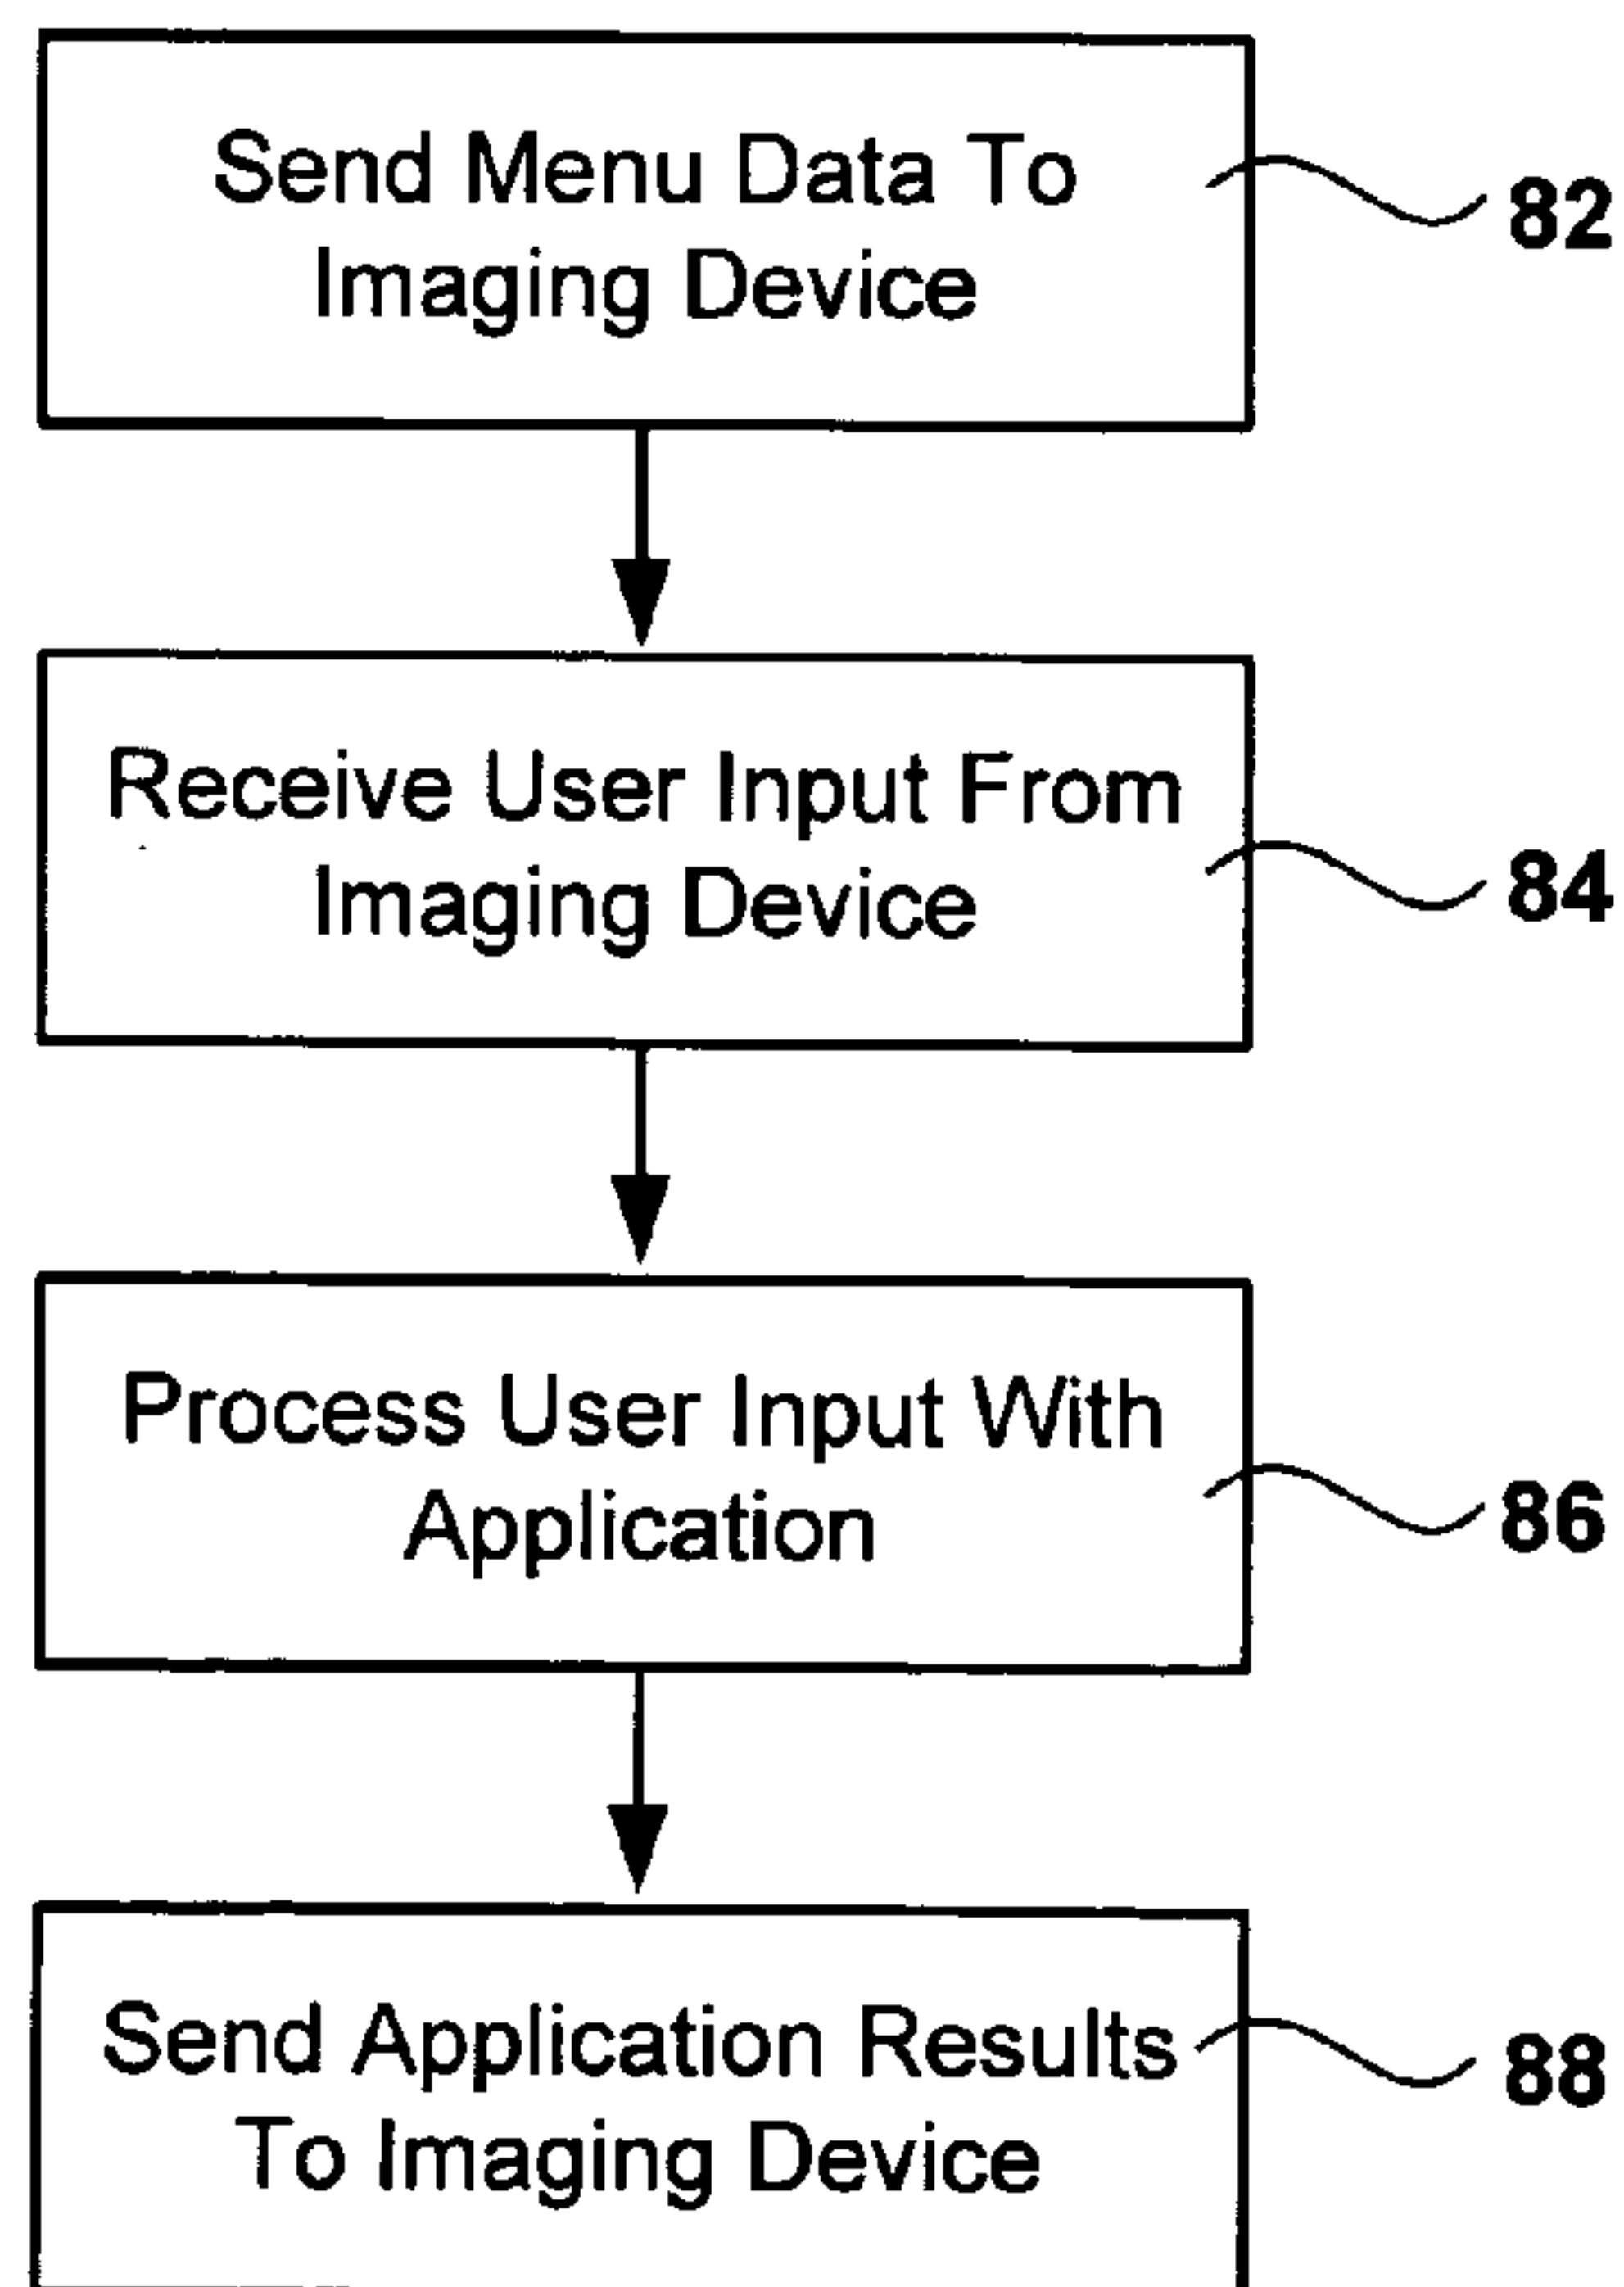 Send Menu Data To
Imaging Device
82
Receive User Input From
Imaging Device
84
Process User Input With
Application
86
Send Application Results
To Imaging Device
88